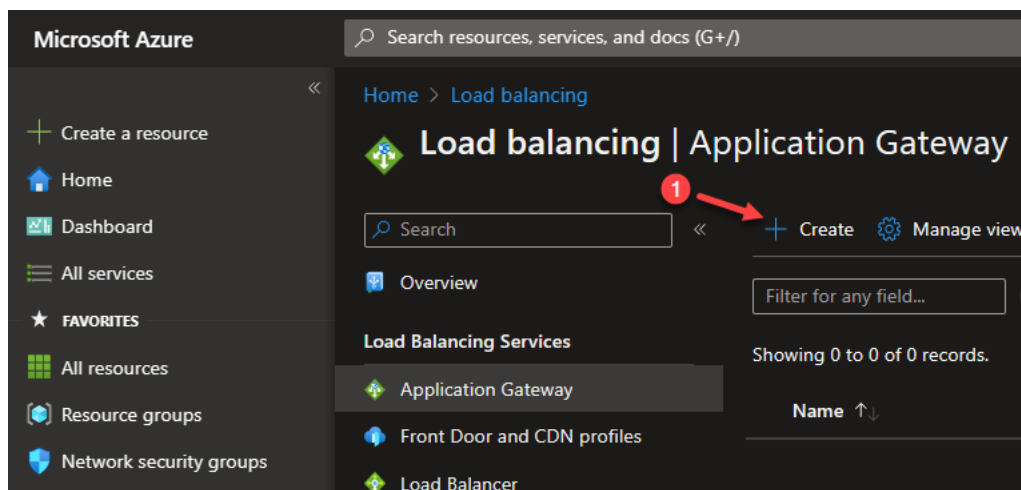 Microsoft Azure
Search resources, services, and docs (G+/)
«
Create a resource
Home
Dashboard
All services
FAVORITES
All resources
Resource groups
Network security groups
Home > Load balancing
Load balancing | Application Gateway
1
Search
«
Overview
Load Balancing Services
Application Gateway
Front Door and CDN profiles
Load Balancer
+ Create Manage view
Filter for any field...
Showing 0 to 0 of 0 records.
Name ↑↓